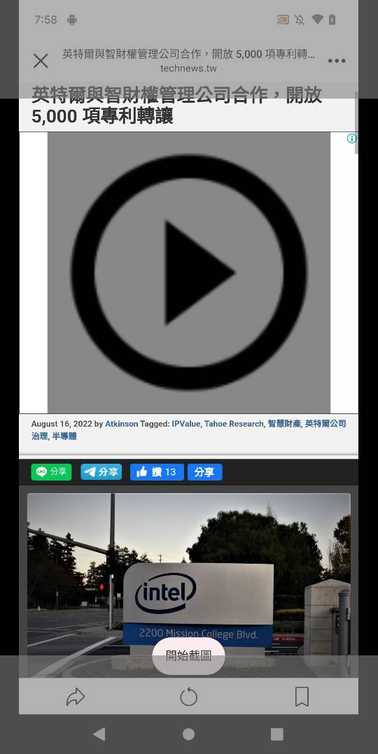 7:58
英特爾與智財權管理公司合作，開放 5,000 項專利轉...
technews.tw
英特爾與智財權管理公司合作，開放
5,000 項專利轉讓
August 16, 2022 by Atkinson Tagged: IPValue, Tahoe Research, 智慧財產, 英特爾公司
治理, 半導體
分享 分享 讚 13 分享
intel
2200 Mission College Blvd.
開始截圖